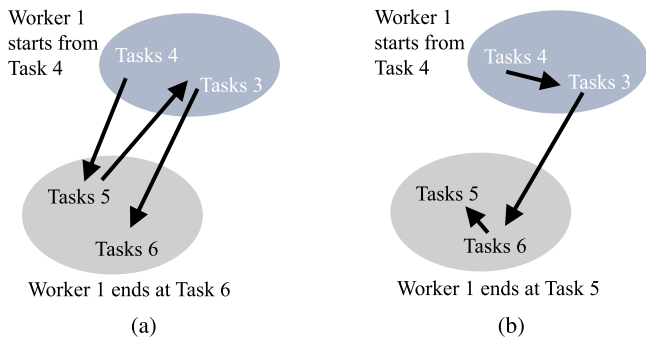 Worker 1
starts from
Task 4
Tasks 4
Tasks 3
Tasks 5
Tasks 6
Worker 1 ends at Task 6
(a)
Worker 1
starts from
Task 4
Tasks 4
Tasks 3
Tasks 5
Tasks 6
Worker 1 ends at Task 5
(b)